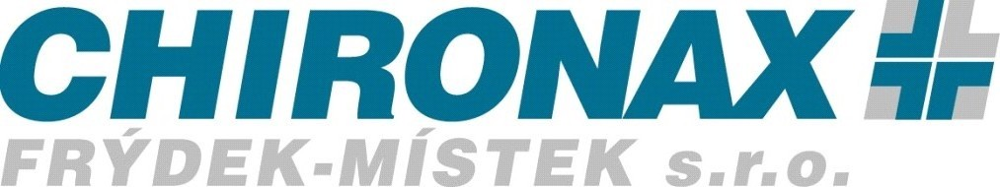 CHIRONAX
FRÝDEK-MÍSTEK s.r.o.